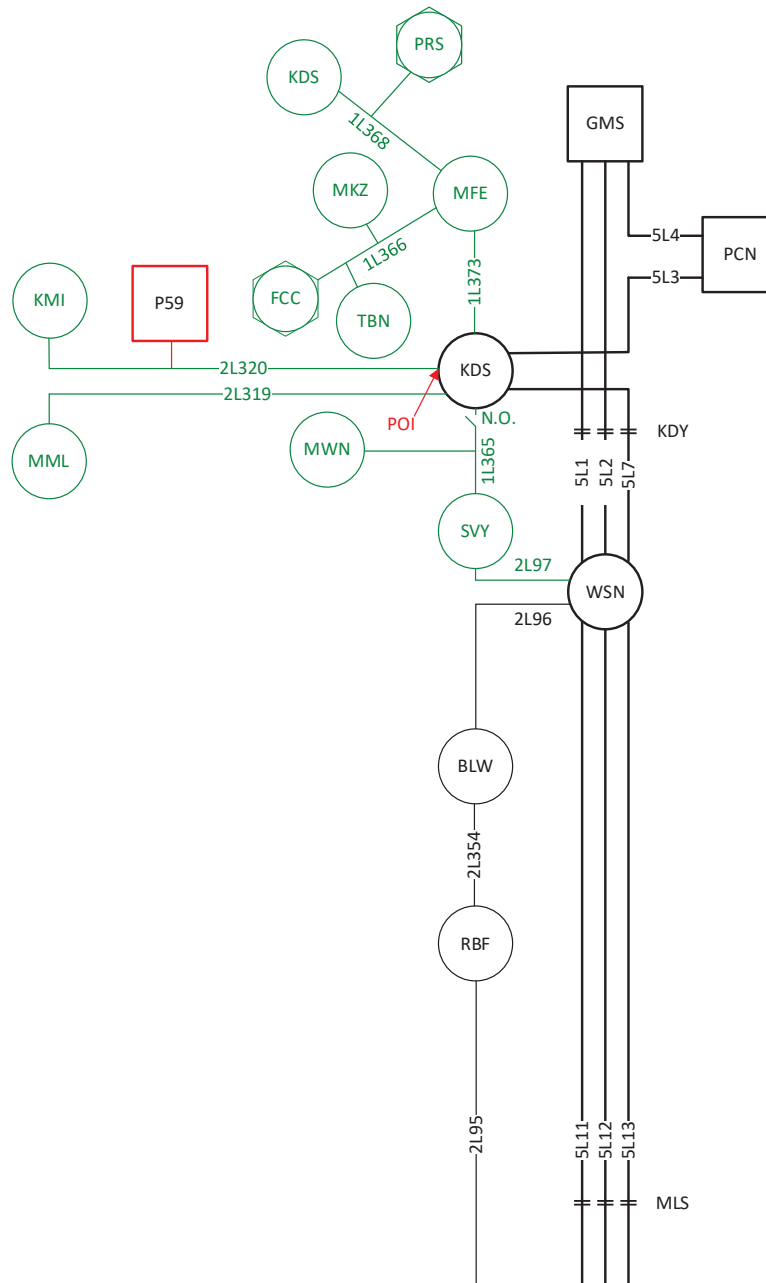 PRS
KDS
GMS
1L368
MKZ
MFE
5L4
PCN
1L366
5L3
1L373
KMI
P59
FCC
TBN
KDS
2L320
2L319
POI
N.O.
KDY
MWN
1L365
MML
5L1
5L2
5L7
SVY
2L97
WSN
2L96
BLW
2L354
RBF
2L95
5L11
5L12
5L13
MLS